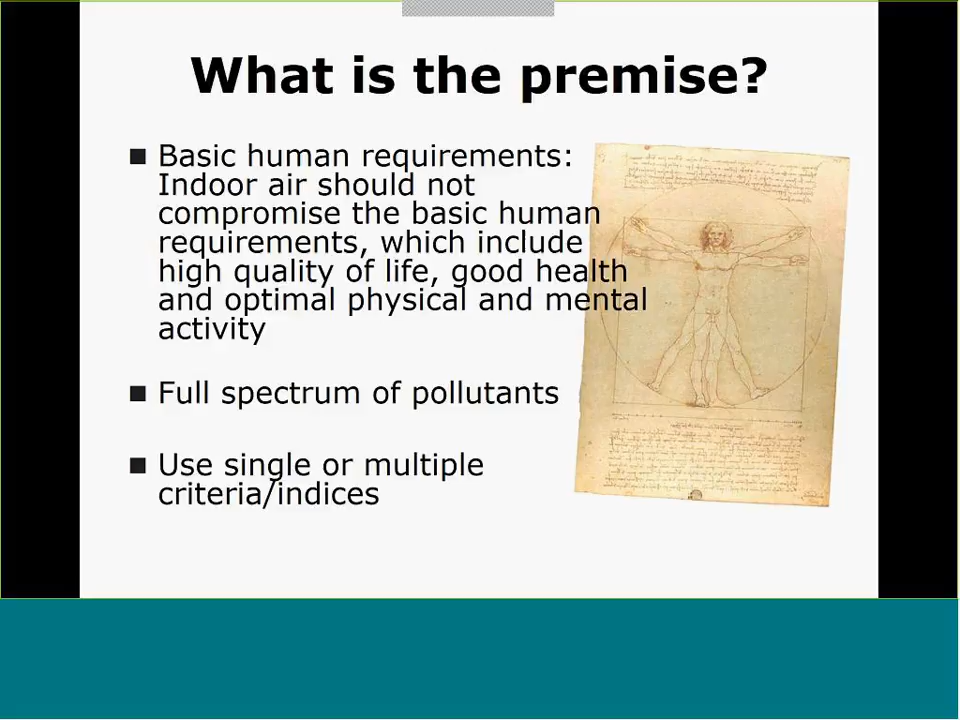 What is the premise?
Basic human requirements:
Indoor air should not
compromise the basic human
requirements, which include
high quality of life, good health
and optimal physical and mental
activity
Full spectrum of pollutants
Use single or multiple
criteria/indices